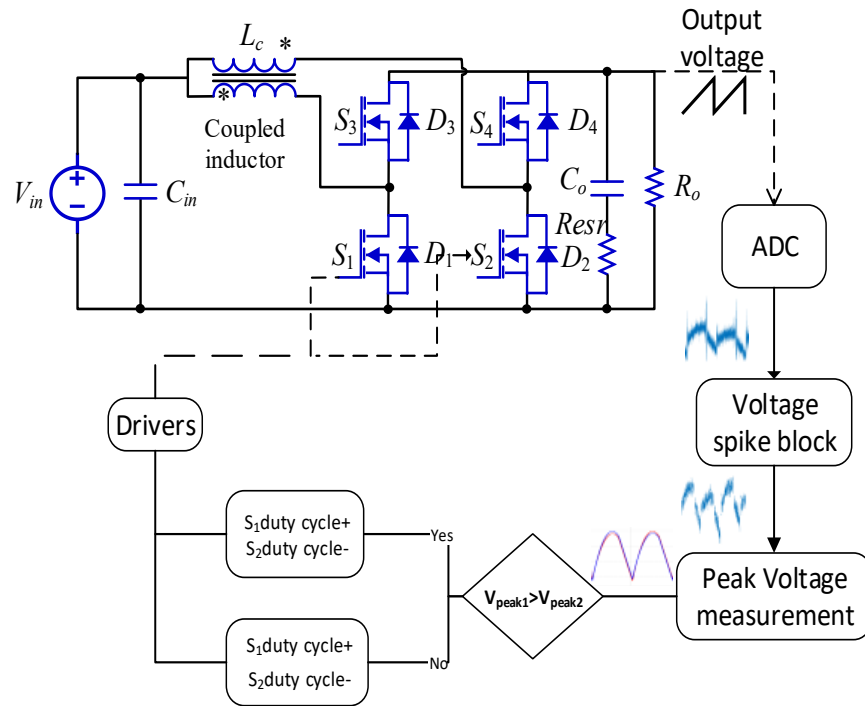 Output
voltage
Lc
*
*
Coupled
inductor
S3
D3
S4
D4
Vin
Cin
Co
Ro
Resr
S1
D1
S2
D2
ADC
Voltage
spike block
Peak Voltage
measurement
Vpeak1>Vpeak2
Yes
No
Drivers
S1duty cycle+
S2duty cycle-
S1duty cycle+
S2duty cycle-